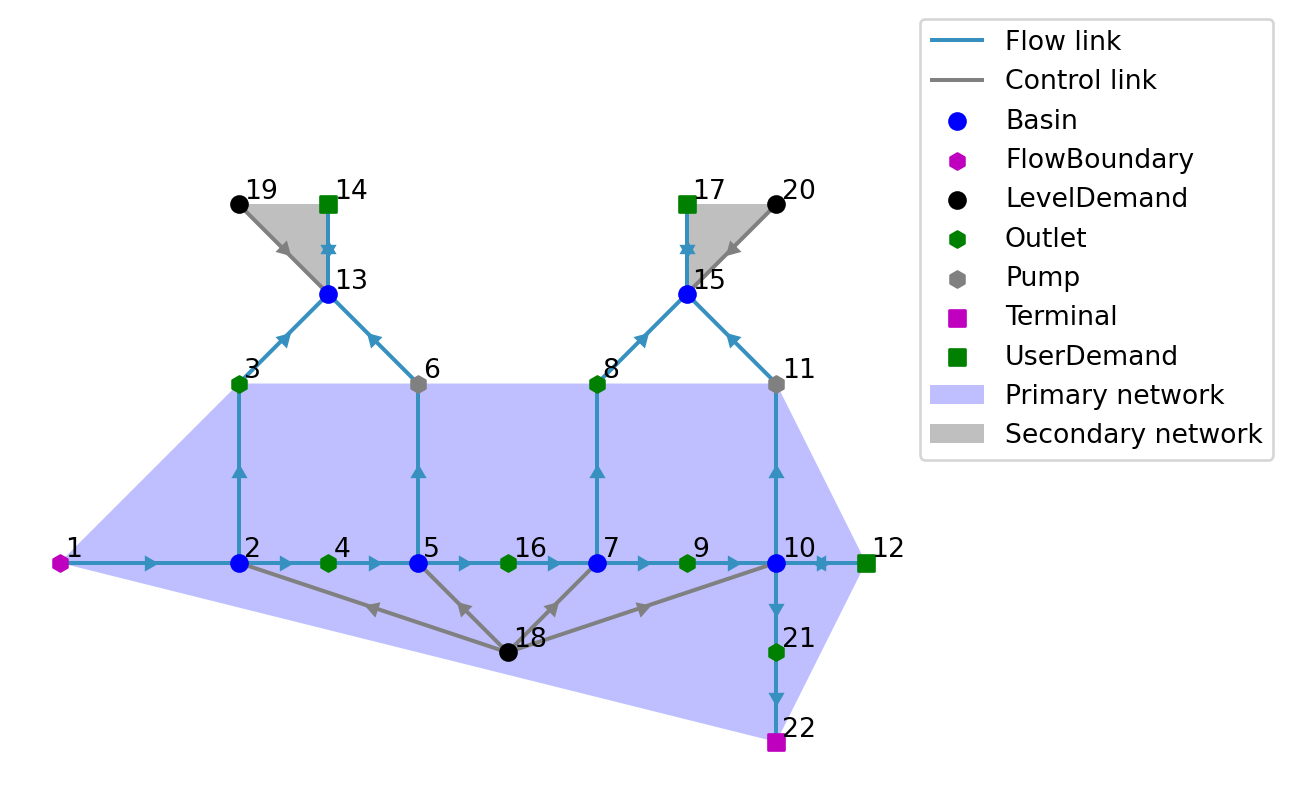 Flow link
Control link
Basin
FlowBoundary
LevelDemand
Outlet
Pump
Terminal
UserDemand
Primary network
Secondary network
19 14 17 20
13 15
3 6 8 11
1 2 4 5 16 7 9 10 12
18 21
22